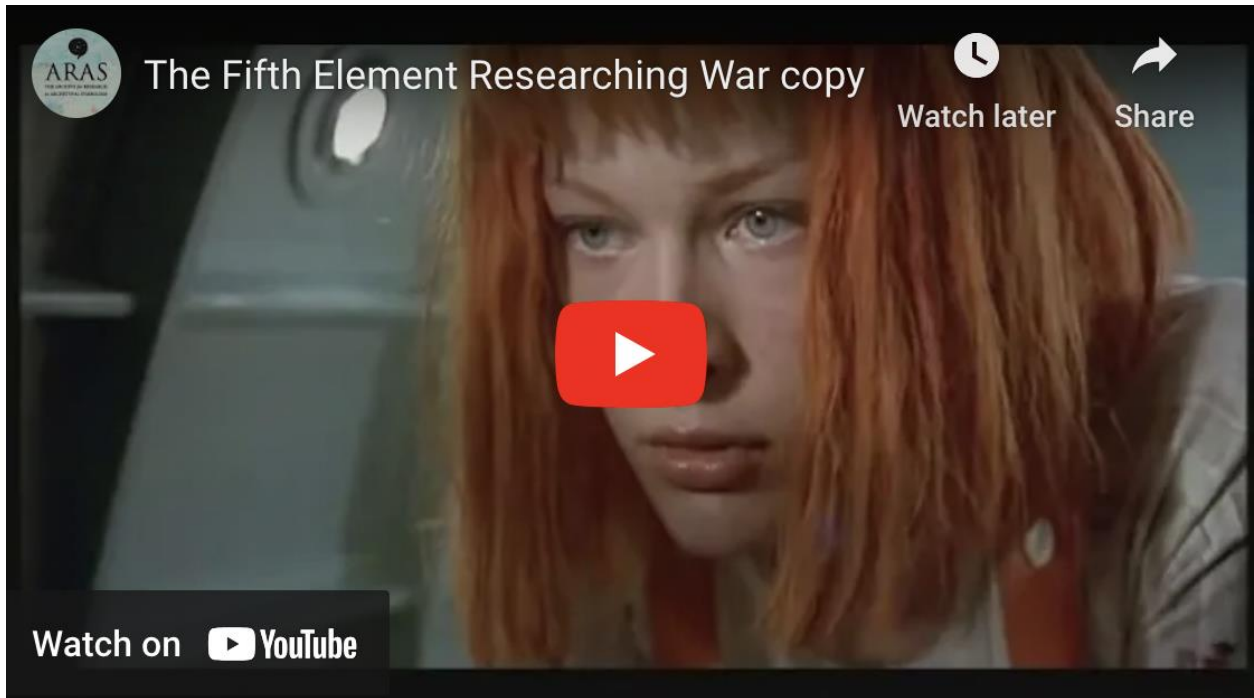 ARAS
The Fifth Element Researching War copy
Watch later
Share
Watch on YouTube